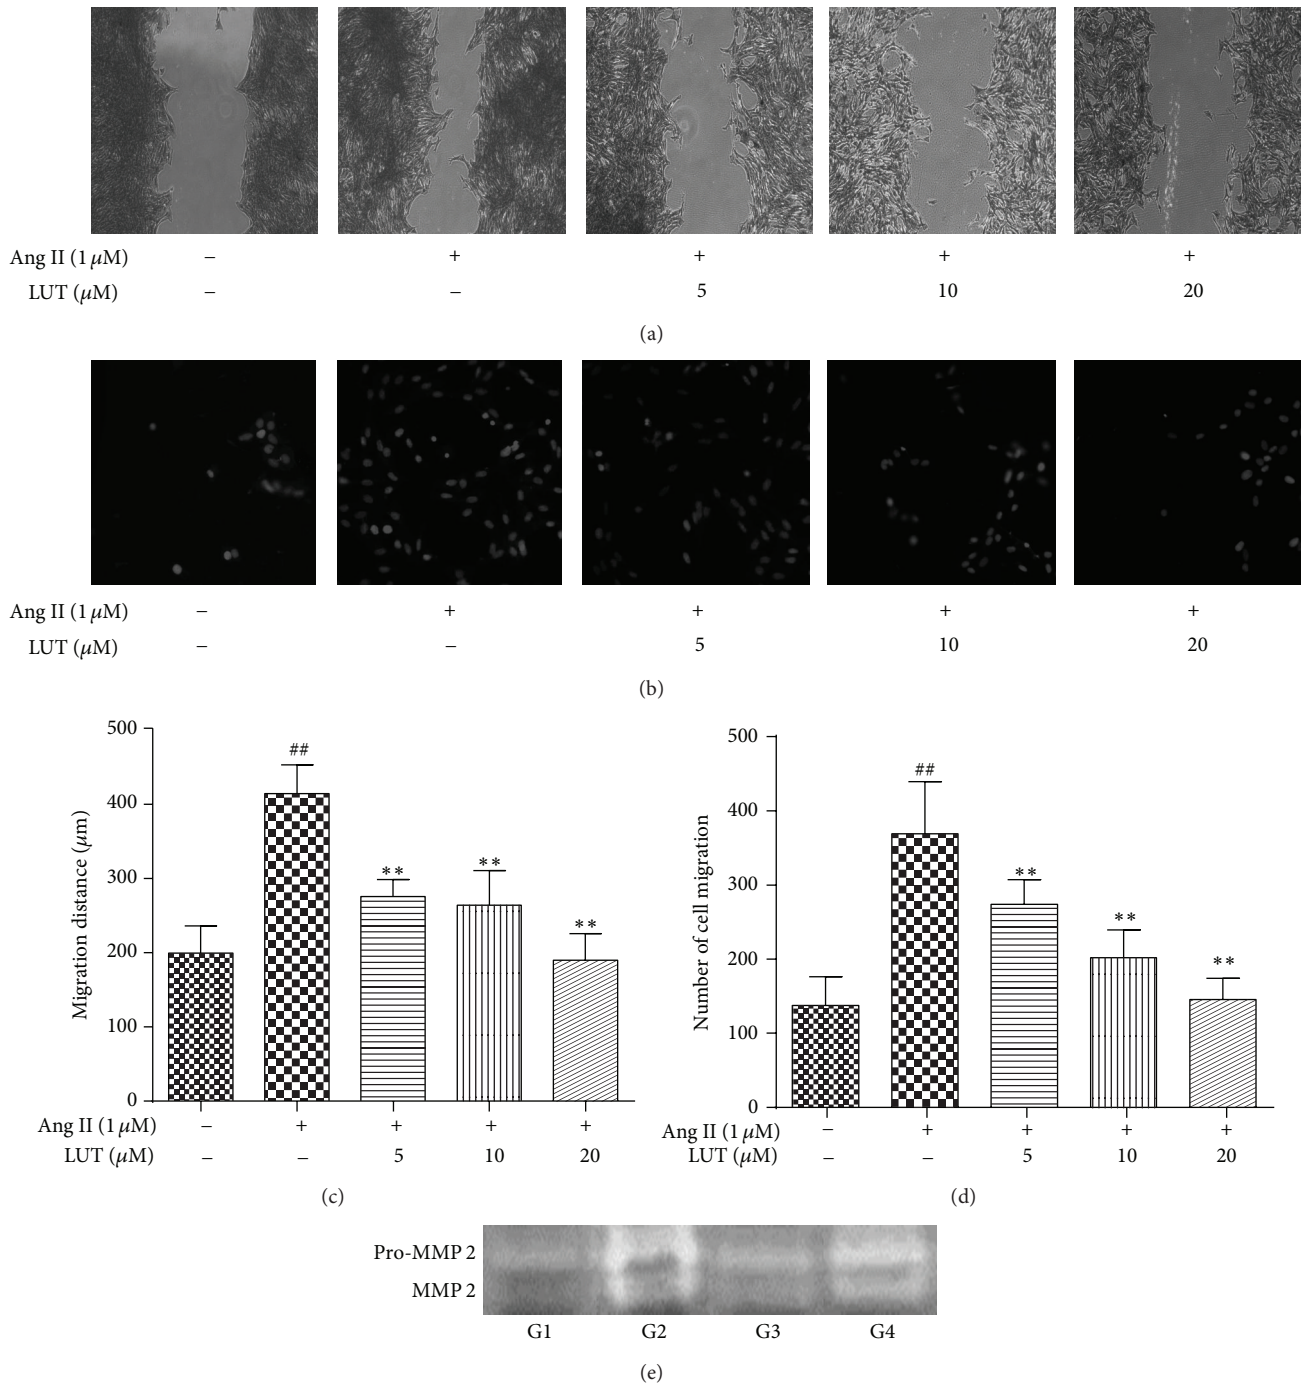 Ang II (1 μM) – + + + +
LUT (μM) – – 5 10 20
(a)
Ang II (1 μM) – + + + +
LUT (μM) – – 5 10 20
(b)
500
400
300
200
100
0
Migration distance (μm)
##
**
**
**
Ang II (1 μM) – + + + +
LUT (μM) – – 5 10 20
(c)
500
400
300
200
100
0
Number of cell migration
##
**
**
**
Ang II (1 μM) – + + + +
LUT (μM) – – 5 10 20
(d)
Pro-MMP 2
MMP 2
G1 G2 G3 G4
(e)